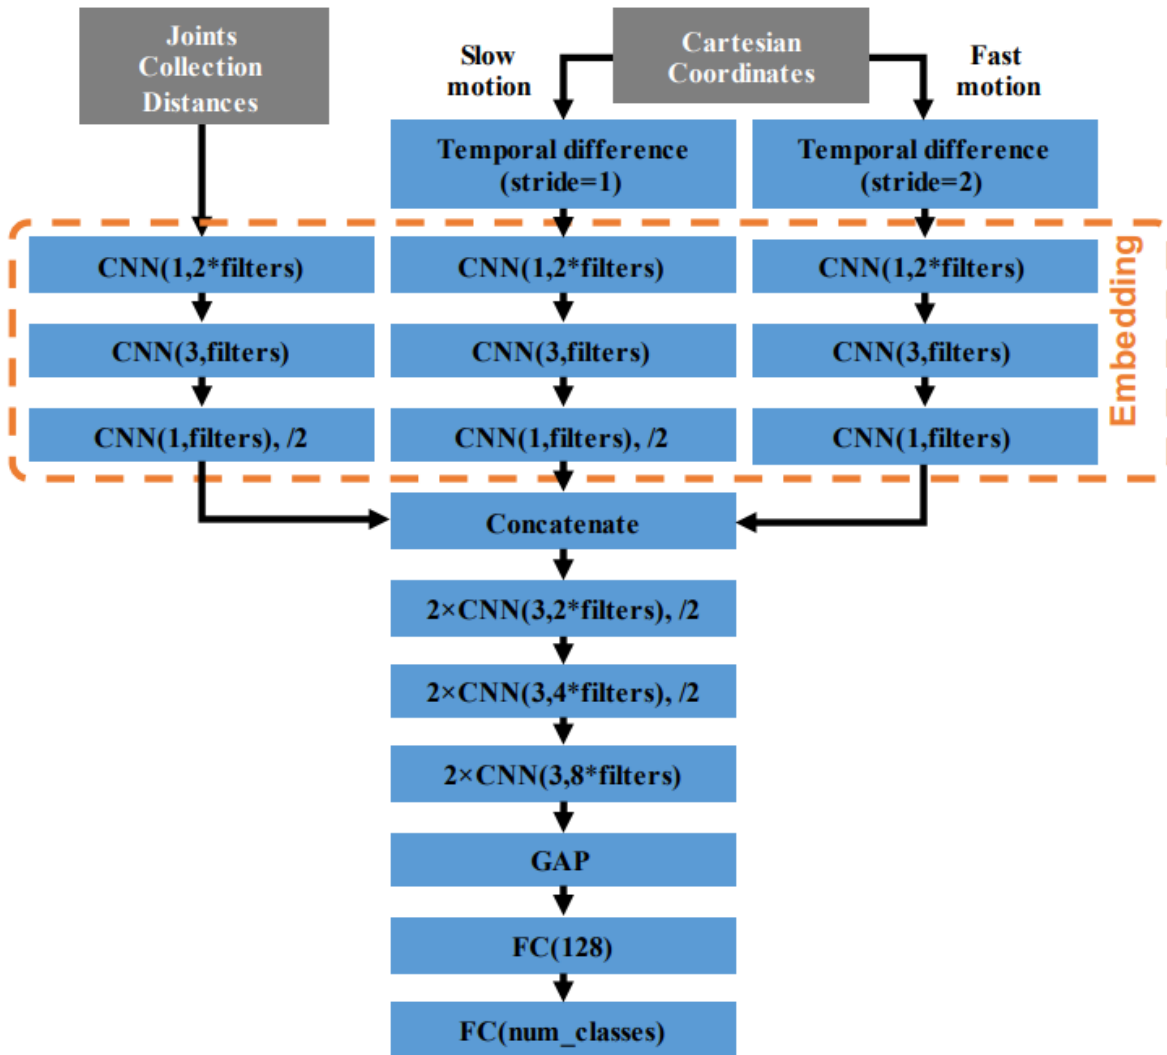 Joints
Collection
Distances
Slow
motion
Cartesian
Coordinates
Fast
motion
Temporal difference
(stride=1)
Temporal difference
(stride=2)
CNN(1,2*filters)
CNN(1,2*filters)
CNN(1,2*filters)
CNN(3,filters)
CNN(3,filters)
CNN(3,filters)
CNN(1,filters), /2
CNN(1,filters), /2
CNN(1,filters)
Embedding
Concatenate
2×CNN(3,2*filters), /2
2×CNN(3,4*filters), /2
2×CNN(3,8*filters)
GAP
FC(128)
FC(num_classes)